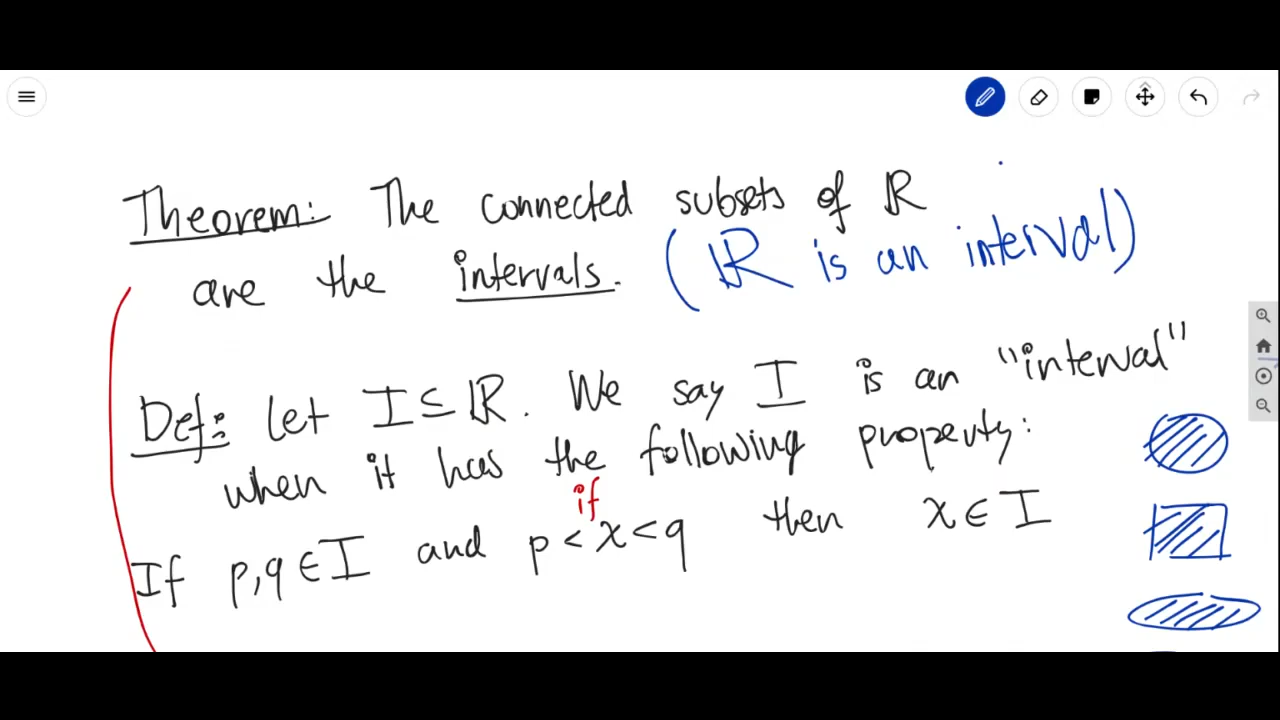 Theorem: The connected subsets of ℝ
are the intervals. (ℝ is an interval)
Def: let I ⊆ ℝ. We say I is an "interval"
when it has the following property:
if
If p,q ∈ I and p < x < q then x ∈ I